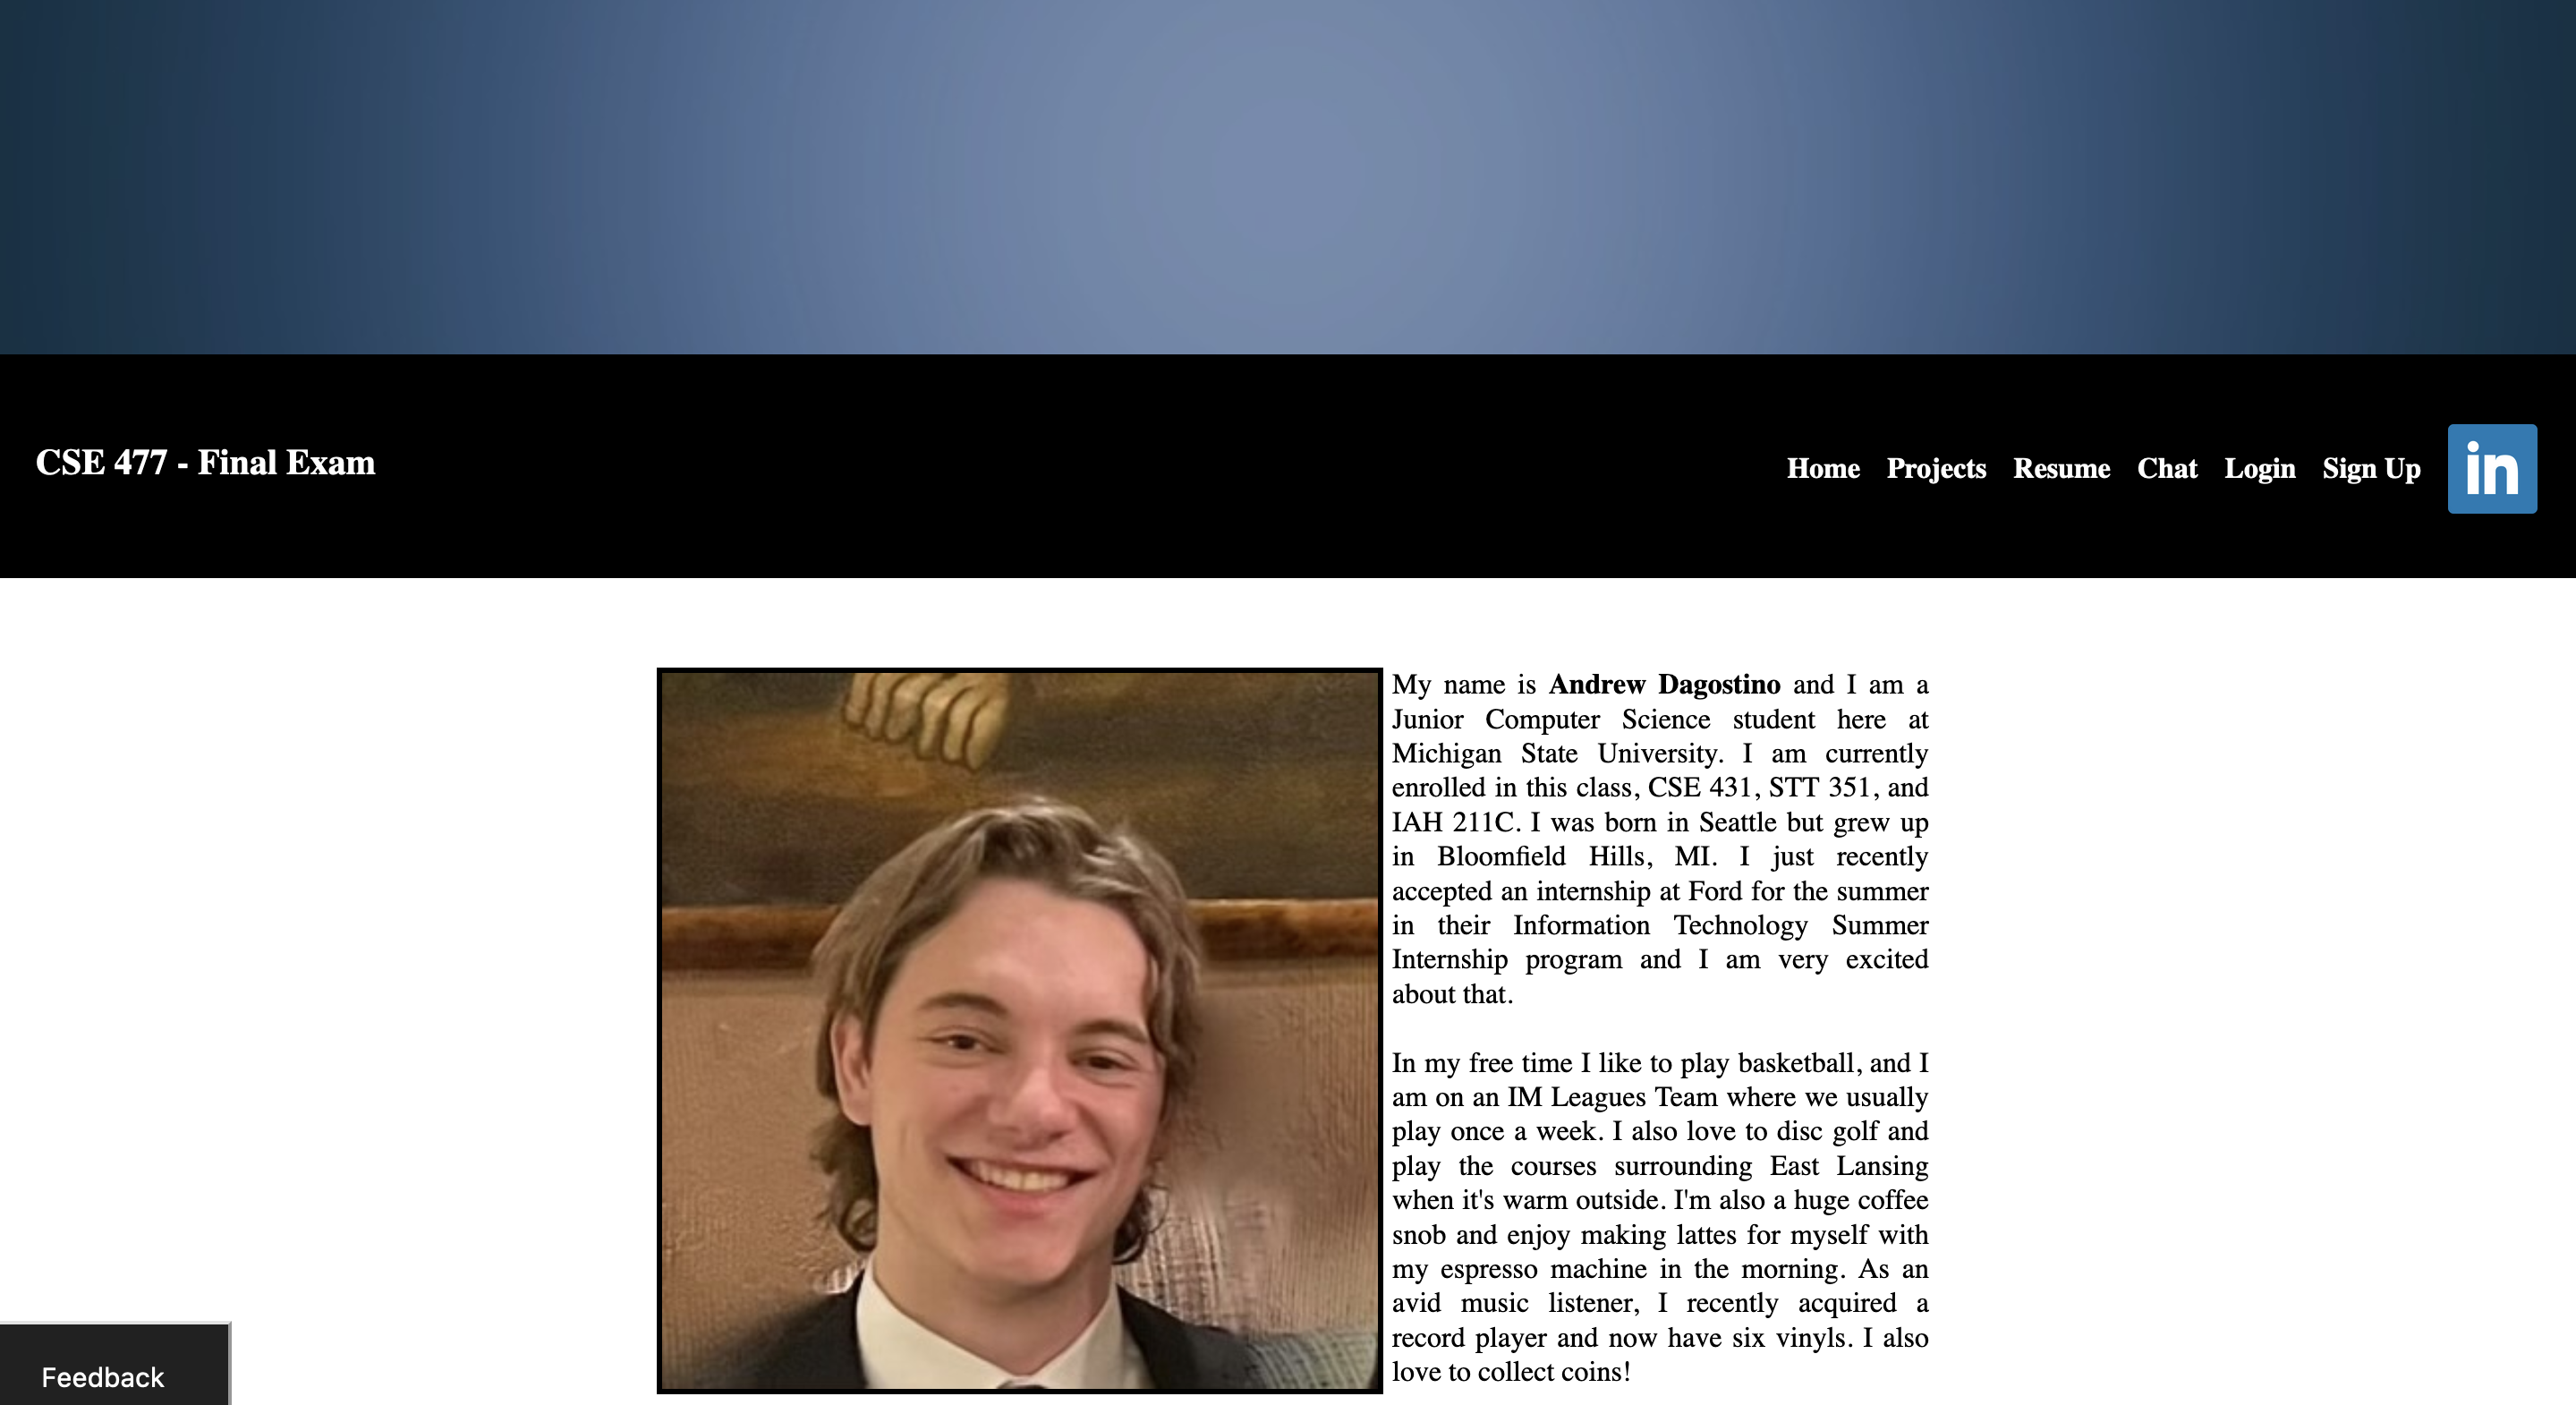 CSE 477 - Final Exam
Home Projects Resume Chat Login Sign Up in
My name is Andrew Dagostino and I am a
Junior Computer Science student here at
Michigan State University. I am currently
enrolled in this class, CSE 431, STT 351, and
IAH 211C. I was born in Seattle but grew up
in Bloomfield Hills, MI. I just recently
accepted an internship at Ford for the summer
in their Information Technology Summer
Internship program and I am very excited
about that.
In my free time I like to play basketball, and I
am on an IM Leagues Team where we usually
play once a week. I also love to disc golf and
play the courses surrounding East Lansing
when it's warm outside. I'm also a huge coffee
snob and enjoy making lattes for myself with
my espresso machine in the morning. As an
avid music listener, I recently acquired a
record player and now have six vinyls. I also
love to collect coins!
Feedback